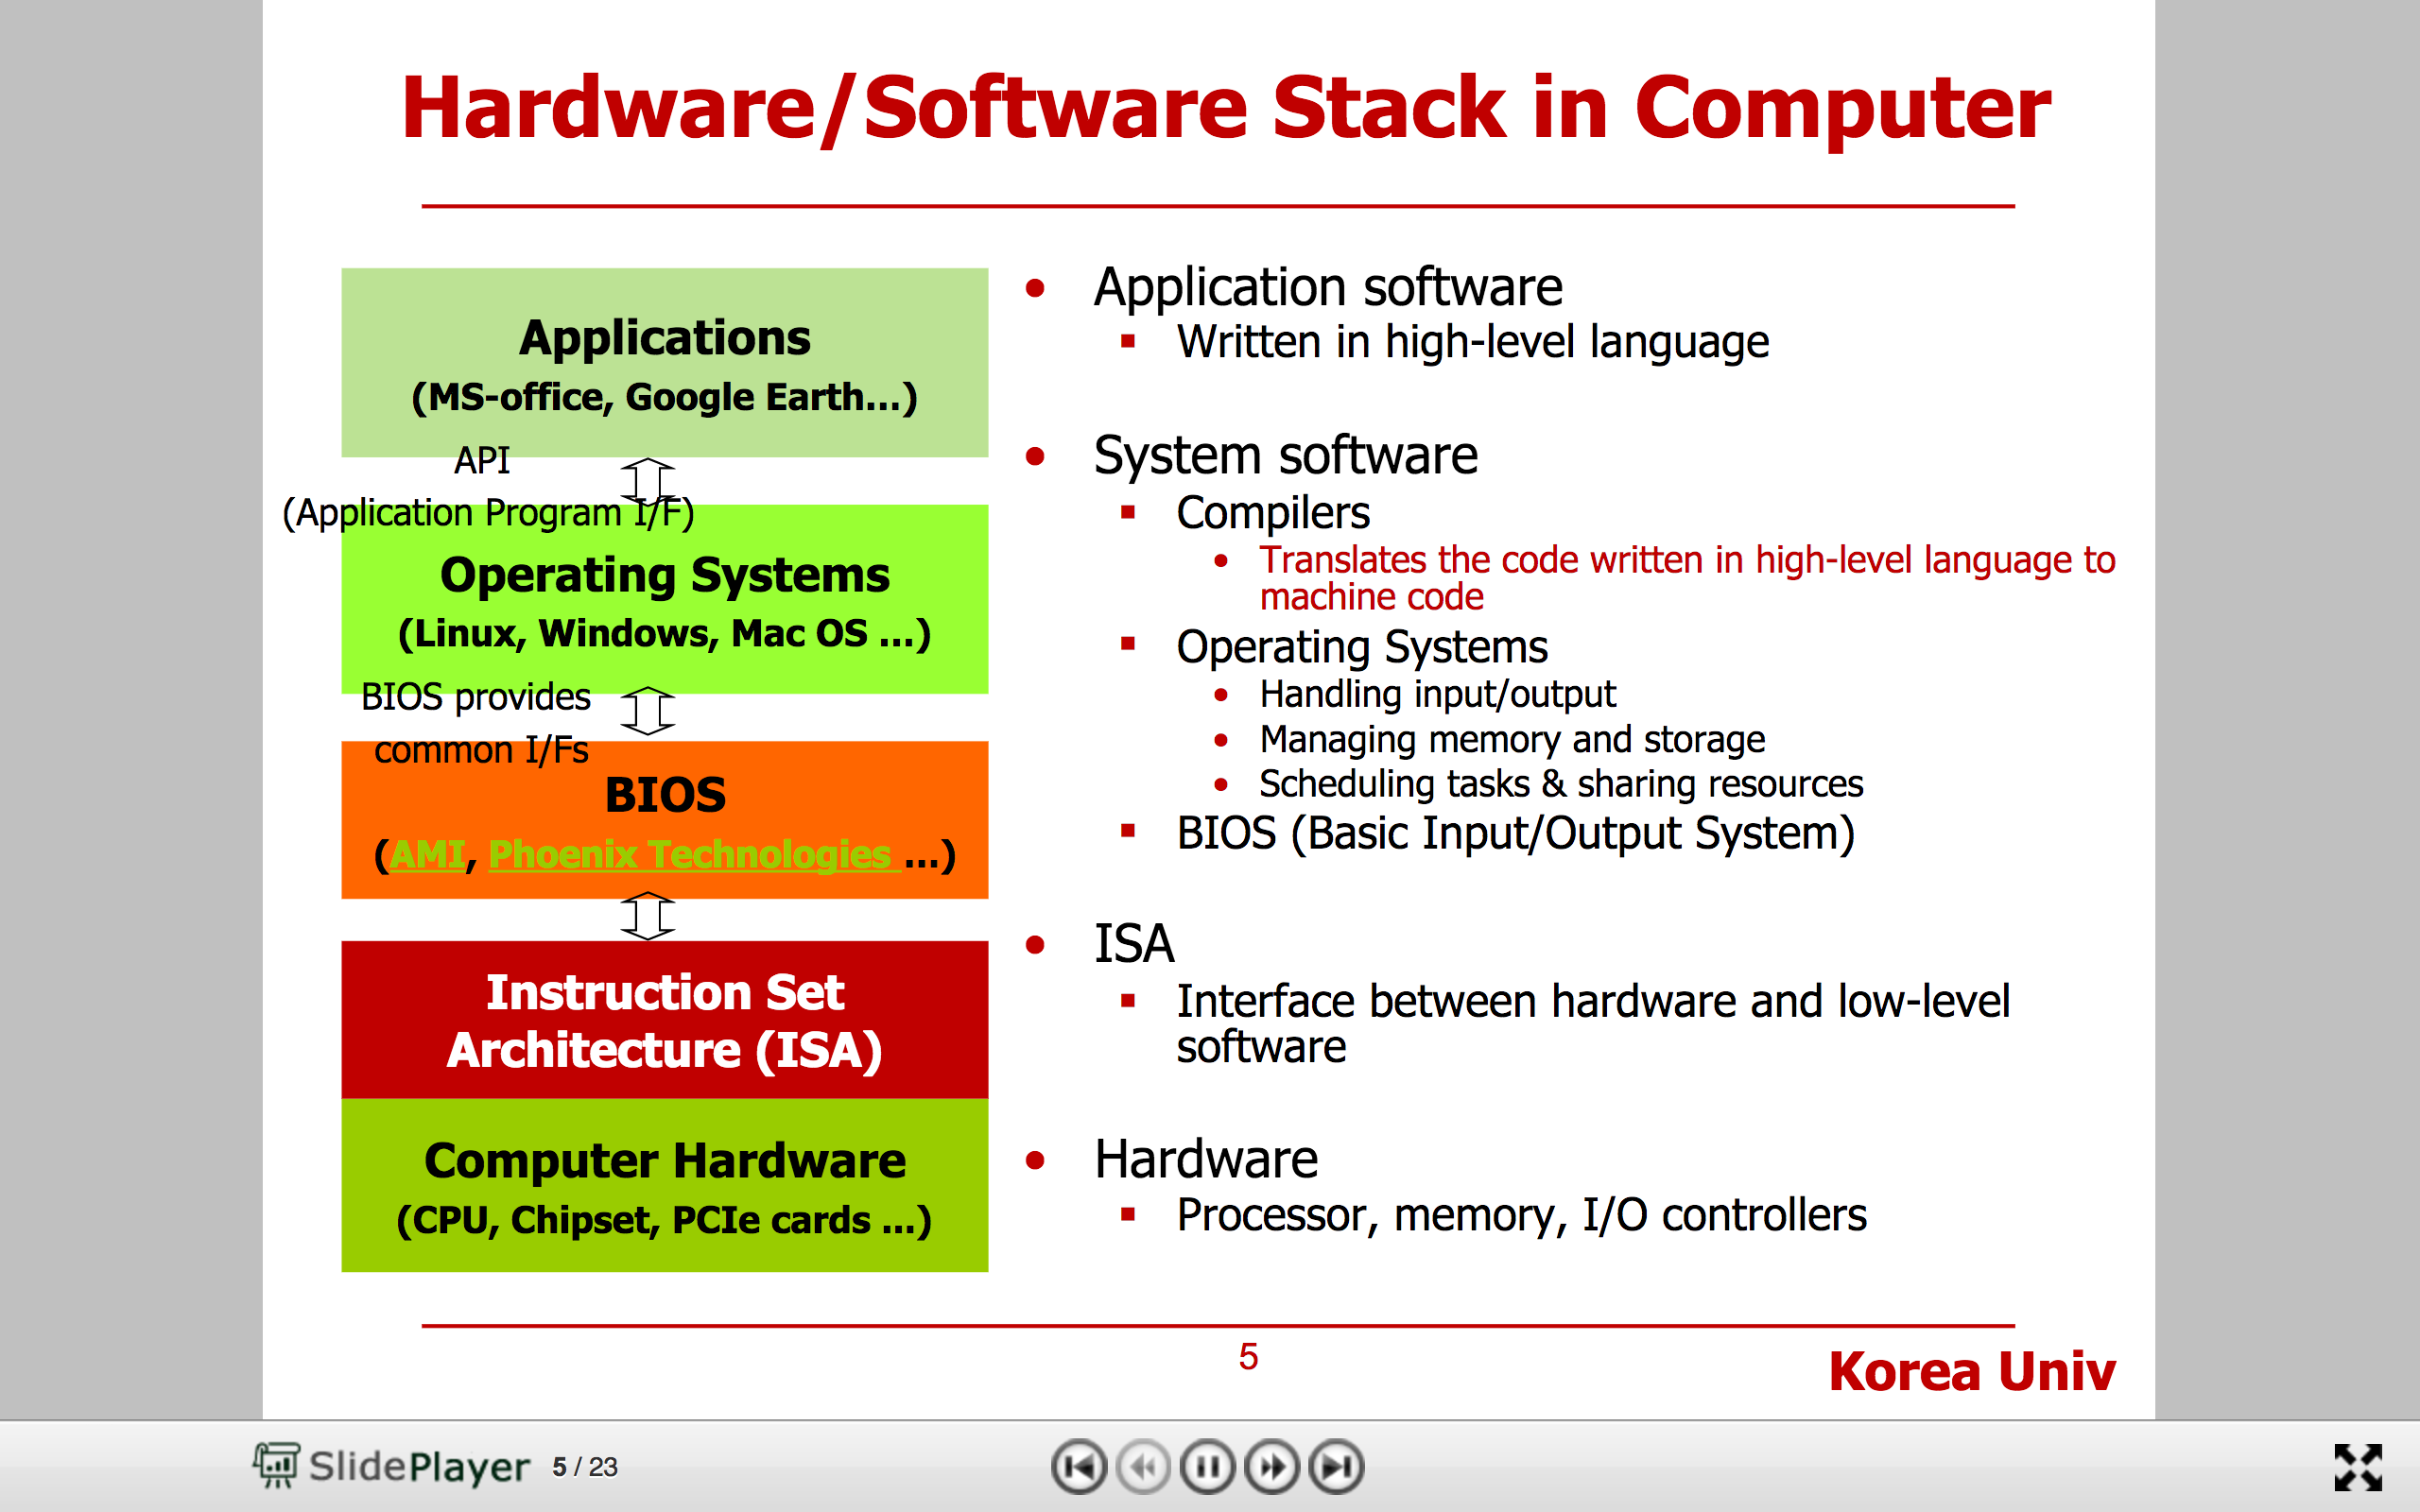 Hardware/Software Stack in Computer
Applications
(MS-office, Google Earth…)
API
(Application Program I/F)
Operating Systems
(Linux, Windows, Mac OS …)
BIOS provides
common I/Fs
BIOS
(AMI, Phoenix Technologies …)
Instruction Set
Architecture (ISA)
Computer Hardware
(CPU, Chipset, PCIe cards …)
• Application software
▪ Written in high-level language
• System software
▪ Compilers
• Translates the code written in high-level language to
machine code
▪ Operating Systems
• Handling input/output
• Managing memory and storage
• Scheduling tasks & sharing resources
▪ BIOS (Basic Input/Output System)
• ISA
▪ Interface between hardware and low-level
software
• Hardware
▪ Processor, memory, I/O controllers
5
Korea Univ
SlidePlayer 5 / 23